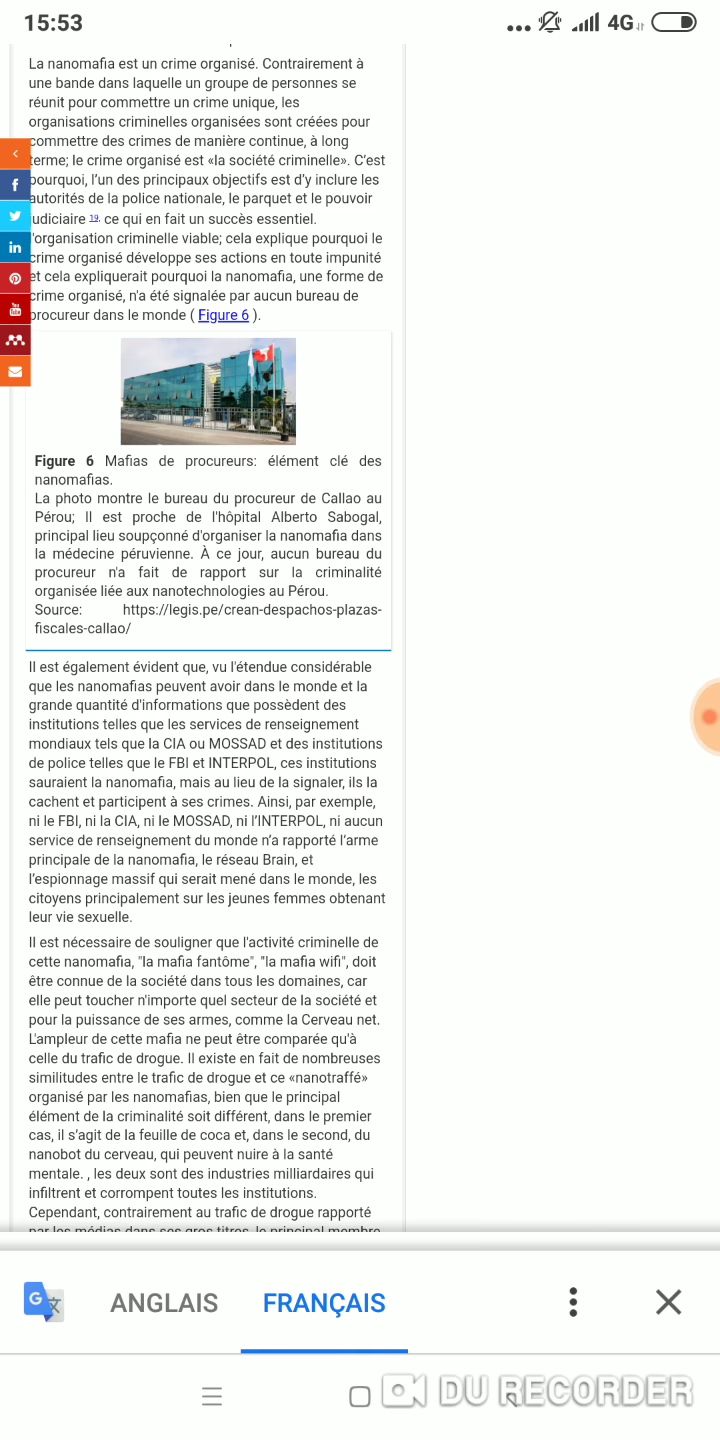 15:53
4G
La nanomafia est un crime organisé. Contrairement à
une bande dans laquelle un groupe de personnes se
réunit pour commettre un crime unique, les
organisations criminelles organisées sont créées pour
commettre des crimes de manière continue, à long
terme; le crime organisé est «la société criminelle». C’est
pourquoi, l’un des principaux objectifs est d’y inclure les
autorités de la police nationale, le parquet et le pouvoir
judiciaire 19, ce qui en fait un succès essentiel.
l'organisation criminelle viable; cela explique pourquoi le
crime organisé développe ses actions en toute impunité
et cela expliquerait pourquoi la nanomafia, une forme de
crime organisé, n'a été signalée par aucun bureau de
procureur dans le monde ( Figure 6 ).
Figure 6 Mafias de procureurs: élément clé des
nanomafias.
La photo montre le bureau du procureur de Callao au
Pérou; Il est proche de l'hôpital Alberto Sabogal,
principal lieu soupçonné d'organiser la nanomafia dans
la médecine péruvienne. À ce jour, aucun bureau du
procureur n'a fait de rapport sur la criminalité
organisée liée aux nanotechnologies au Pérou.
Source: https://legis.pe/crean-despachos-plazas-
fiscales-callao/
Il est également évident que, vu l'étendue considérable
que les nanomafias peuvent avoir dans le monde et la
grande quantité d'informations que possèdent des
institutions telles que les services de renseignement
mondiaux tels que la CIA ou MOSSAD et des institutions
de police telles que le FBI et INTERPOL, ces institutions
sauraient la nanomafia, mais au lieu de la signaler, ils la
cachent et participent à ses crimes. Ainsi, par exemple,
ni le FBI, ni la CIA, ni le MOSSAD, ni l’INTERPOL, ni aucun
service de renseignement du monde n’a rapporté l’arme
principale de la nanomafia, le réseau Brain, et
l’espionnage massif qui serait mené dans le monde, les
citoyens principalement sur les jeunes femmes obtenant
leur vie sexuelle.
Il est nécessaire de souligner que l'activité criminelle de
cette nanomafia, "la mafia fantôme", "la mafia wifi", doit
être connue de la société dans tous les domaines, car
elle peut toucher n'importe quel secteur de la société et
pour la puissance de ses armes, comme la Cerveau net.
L'ampleur de cette mafia ne peut être comparée qu'à
celle du trafic de drogue. Il existe en fait de nombreuses
similitudes entre le trafic de drogue et ce «nanotraffé»
organisé par les nanomafias, bien que le principal
élément de la criminalité soit différent, dans le premier
cas, il s’agit de la feuille de coca et, dans le second, du
nanobot du cerveau, qui peuvent nuire à la santé
mentale. , les deux sont des industries milliardaires qui
infiltrent et corrompent toutes les institutions.
Cependant, contrairement au trafic de drogue rapporté
par les médias dans ses gros titres, le principal membre
ANGLAIS FRANÇAIS
DU RECORDER